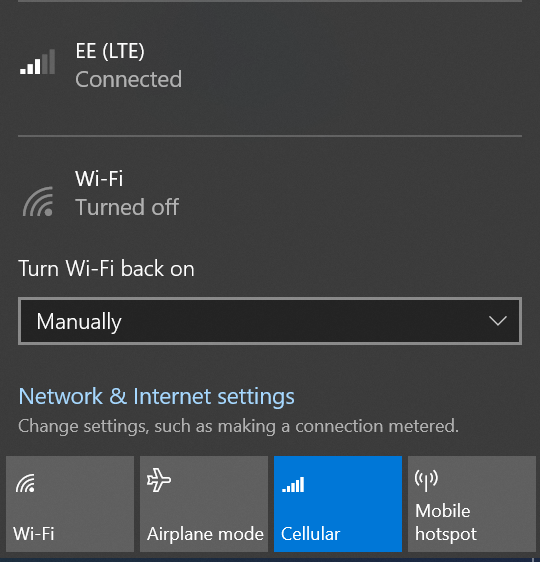 EE (LTE)
Connected
Wi-Fi
Turned off
Turn Wi-Fi back on
Manually
Network & Internet settings
Change settings, such as making a connection metered.
Wi-Fi
Airplane mode
Cellular
Mobile
hotspot